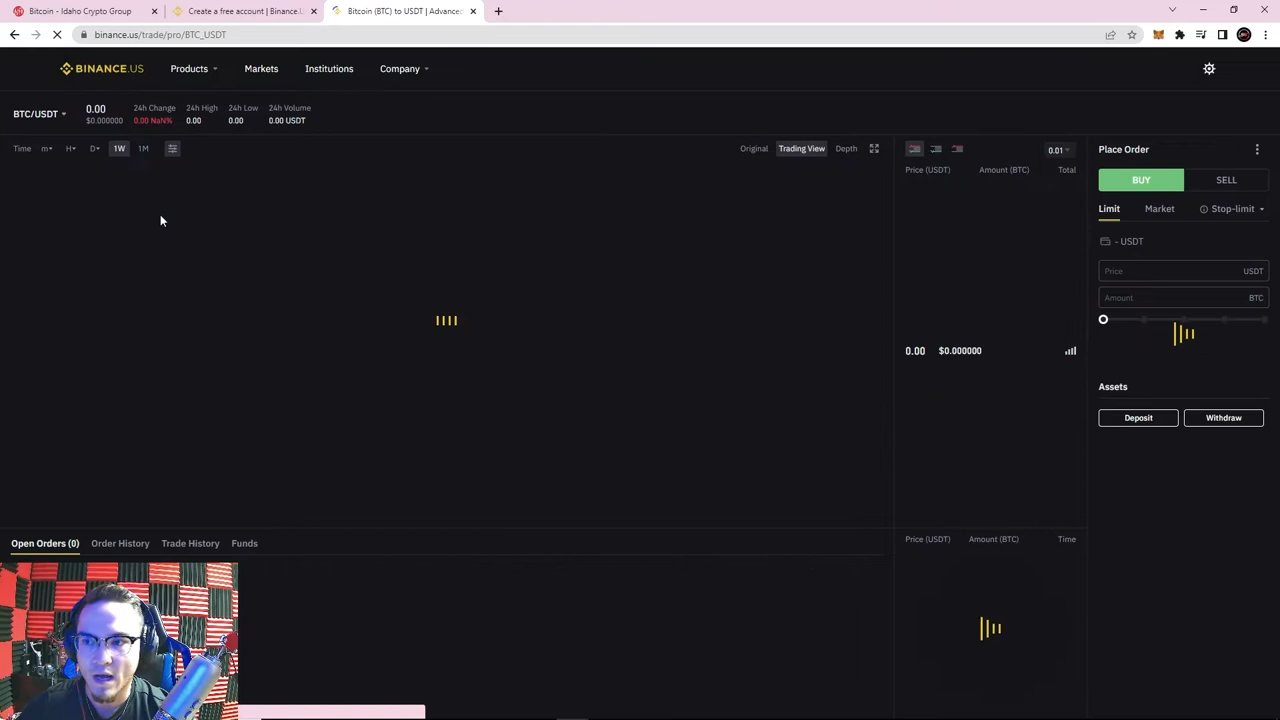 Bitcoin - Idaho Crypto Group
Create a free account | Binance.U
Bitcoin (BTC) to USDT | Advanced
binance.us/trade/pro/BTC_USDT
BINANCE.US
Products
Markets
Institutions
Company
BTC/USDT
0.00
$0.000000
24h Change
0.00 NaN%
24h High
0.00
24h Low
0.00
24h Volume
0.00 USDT
Time
m
H
D
1W
1M
Original
Trading View
Depth
0.01
Price (USDT)
Amount (BTC)
Total
0.00
$0.000000
Place Order
BUY
SELL
Limit
Market
Stop-limit
- USDT
Price
USDT
Amount
BTC
Assets
Deposit
Withdraw
Open Orders (0)
Order History
Trade History
Funds
Price (USDT)
Amount (BTC)
Time